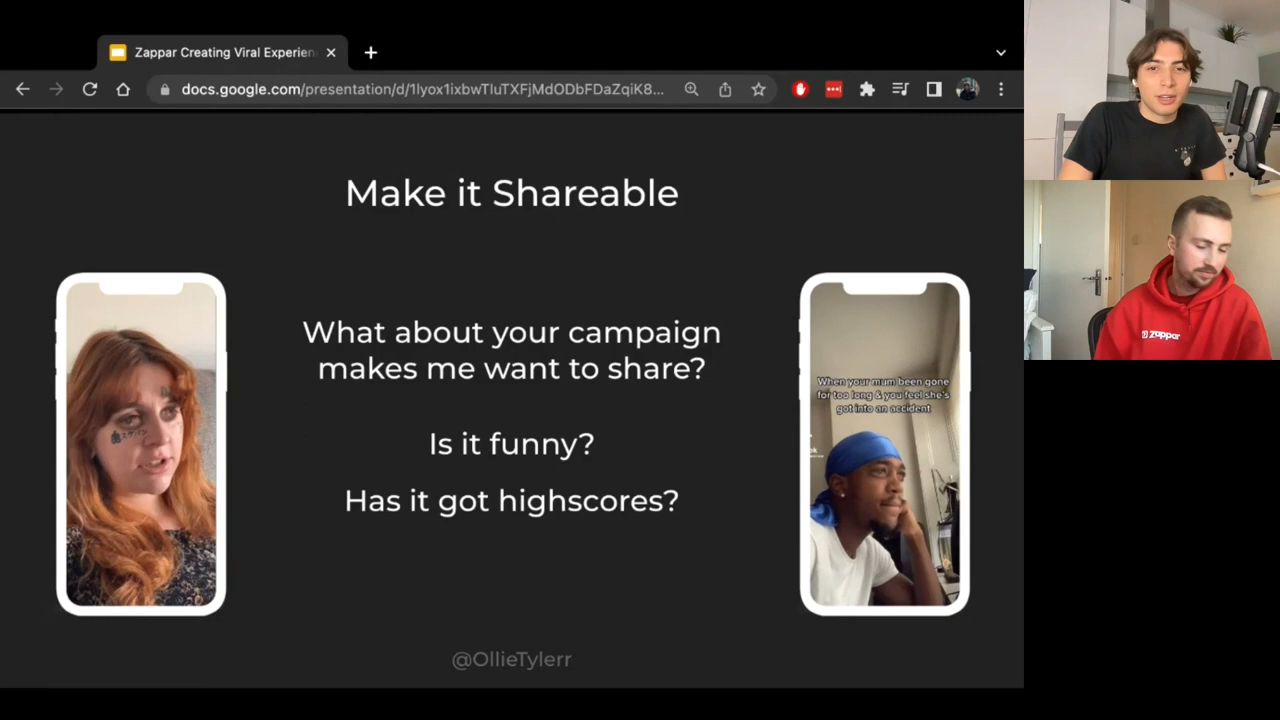 Zappar Creating Viral Experien
docs.google.com/presentation/d/1lyox1ixbwTIuTXFjMdODbFDaZqiK8...
Make it Shareable
What about your campaign
makes me want to share?
Is it funny?
Has it got highscores?
When your mum been gone
for too long & you feel she's
got into an accident
@OllieTylerr
zappar